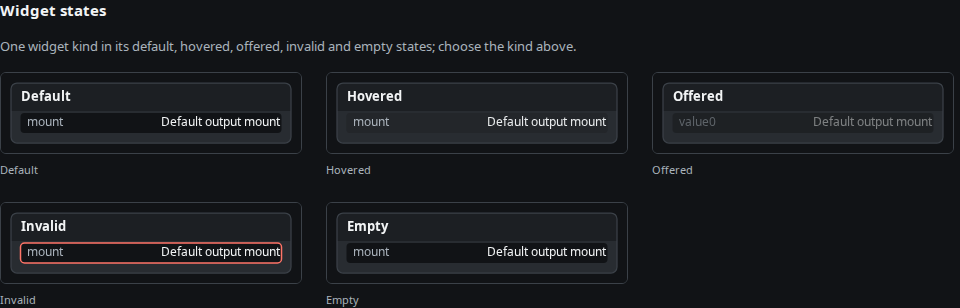 Widget states
One widget kind in its default, hovered, offered, invalid and empty states; choose the kind above.
Default
mount Default output mount
Default
Hovered
mount Default output mount
Hovered
Offered
value0 Default output mount
Offered
Invalid
mount Default output mount
Invalid
Empty
mount Default output mount
Empty